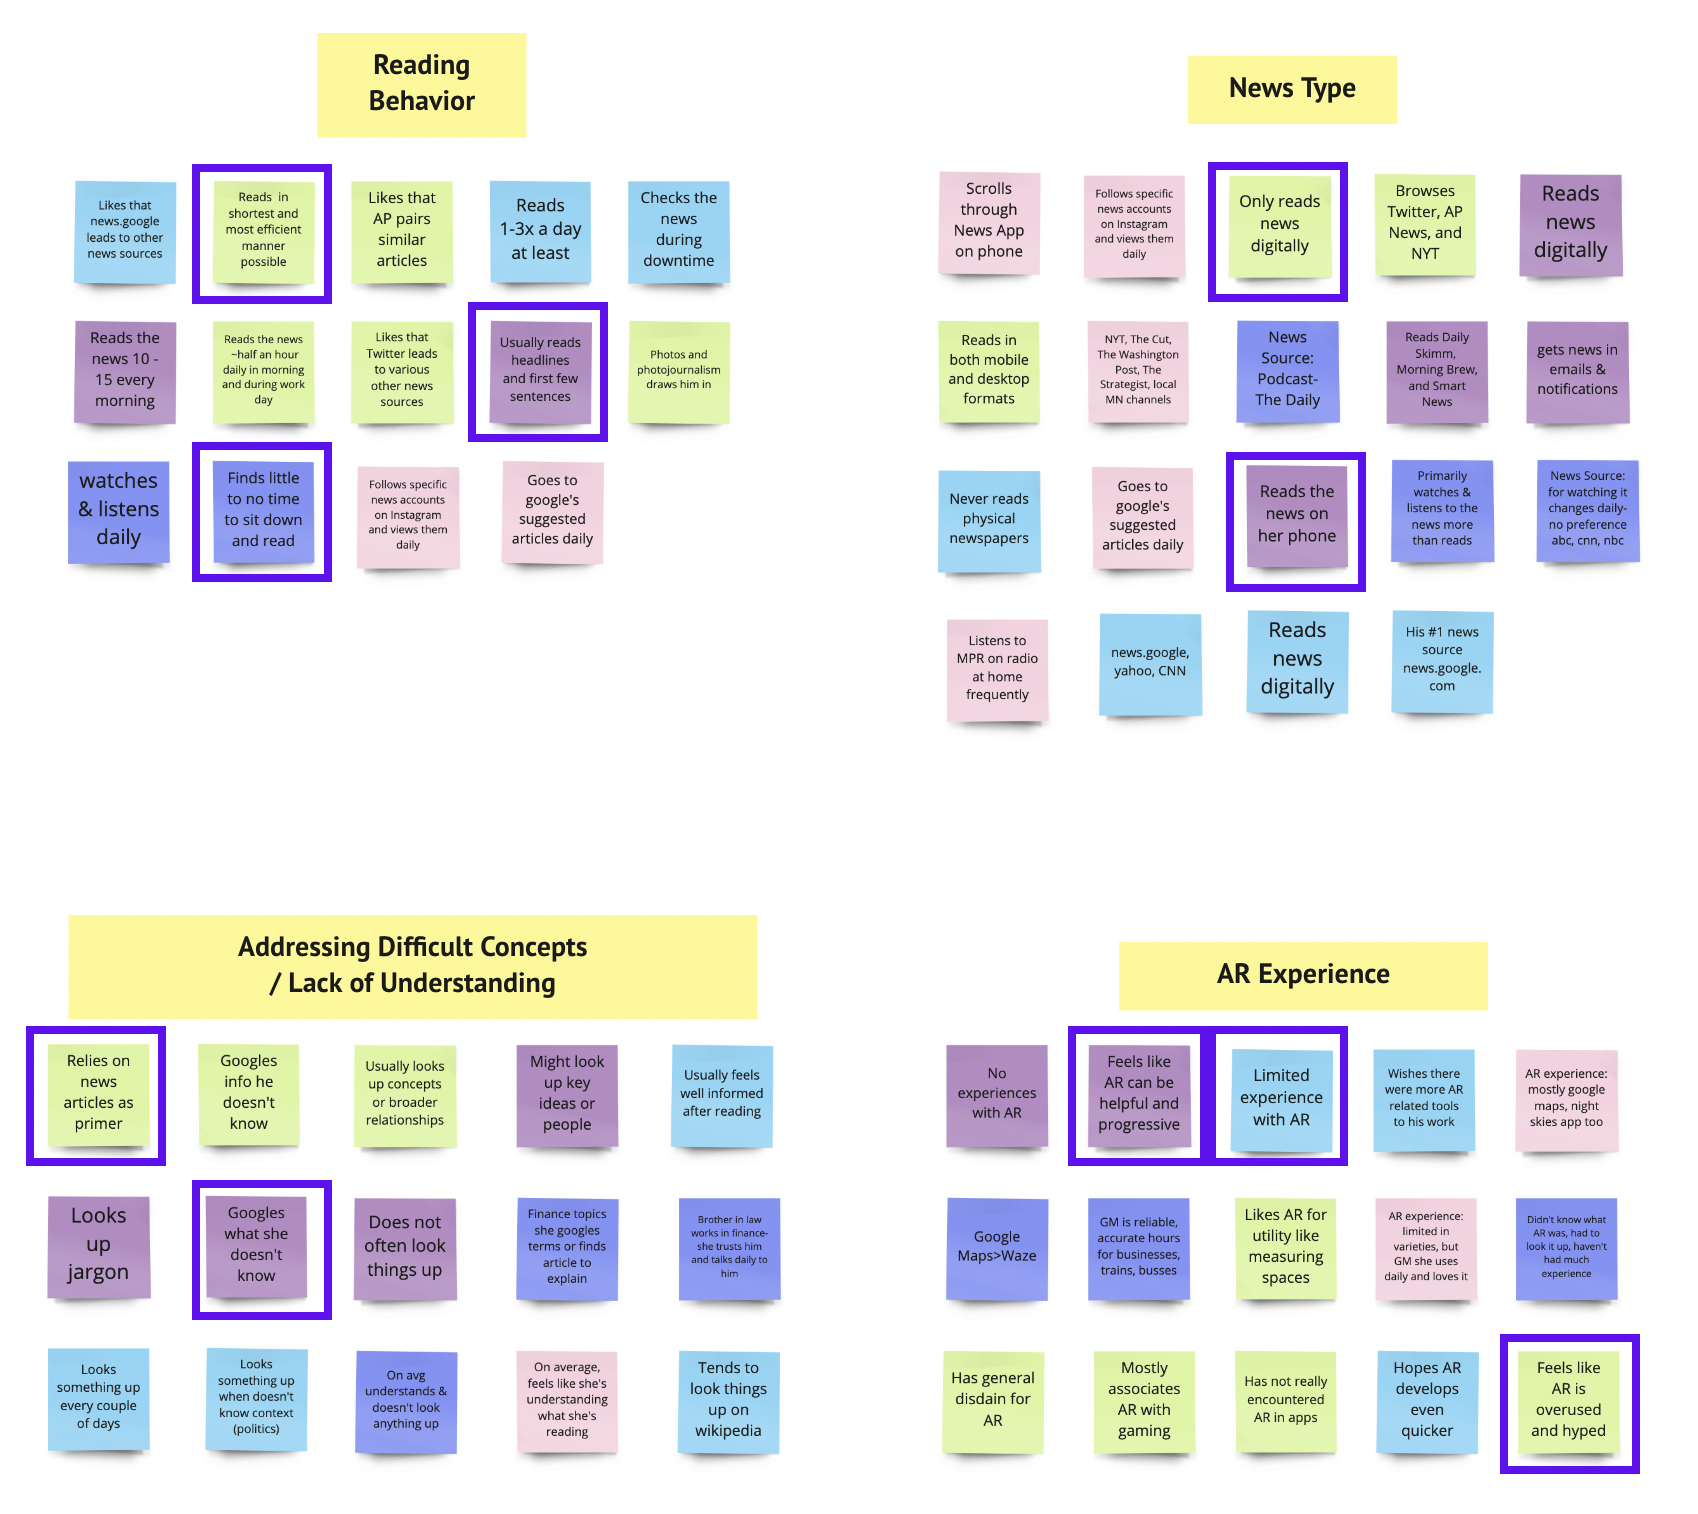 Reading
Behavior
Likes that
news.google
leads to other
news sources
Reads in
shortest and
most efficient
manner
possible
Likes that
AP pairs
similar
articles
Reads
1-3x a day
at least
Checks the
news
during
downtime
Reads the
news 10 -
15 every
morning
Reads the news
~half an hour
daily in morning
and during work
day
Likes that
Twitter leads
to various
other news
sources
Usually reads
headlines
and first few
sentences
Photos and
photojournalism
draws him in
watches
& listens
daily
Finds little
to no time
to sit down
and read
Follows specific
news accounts
on Instagram
and views them
daily
Goes to
google's
suggested
articles daily
News Type
Scrolls
through
News App
on phone
Follows specific
news accounts
on Instagram
and views them
daily
Only reads
news
digitally
Browses
Twitter, AP
News, and
NYT
Reads
news
digitally
Reads in
both mobile
and desktop
formats
NYT, The Cut,
The Washington
Post, The
Strategist, local
MN channels
News
Source:
Podcast-
The Daily
Reads Daily
Skimm,
Morning Brew,
and Smart
News
gets news in
emails &
notifications
Never reads
physical
newspapers
Goes to
google's
suggested
articles daily
Reads the
news on
her phone
Primarily
watches &
listens to the
news more
than reads
News Source:
for watching it
changes daily-
no preference
abc, cnn, nbc
Listens to
MPR on radio
at home
frequently
news.google,
yahoo, CNN
Reads
news
digitally
His #1 news
source
news.google.
com
Addressing Difficult Concepts
/ Lack of Understanding
Relies on
news
articles as
primer
Googles
info he
doesn't
know
Usually looks
up concepts
or broader
relationships
Might look
up key
ideas or
people
Usually feels
well informed
after reading
Looks
up
jargon
Googles
what she
doesn't
know
Does not
often look
things up
Finance topics
she googles
terms or finds
article to
explain
Brother in law
works in finance-
she trusts him
and talks daily to
him
Looks
something up
every couple
of days
Looks
something up
when doesn't
know context
(politics)
On avg
understands &
doesn't look
anything up
On average,
feels like she's
understanding
what she's
reading
Tends to
look things
up on
wikipedia
AR Experience
No
experiences
with AR
Feels like
AR can be
helpful and
progressive
Limited
experience
with AR
Wishes there
were more AR
related tools
to his work
AR experience:
mostly google
maps, night
skies app too
Google
Maps>Waze
GM is reliable,
accurate hours
for businesses,
trains, busses
Likes AR for
utility like
measuring
spaces
AR experience:
limited in
varieties, but
GM she uses
daily and loves it
Didn't know what
AR was, had to
look it up, haven't
had much
experience
Has general
disdain for
AR
Mostly
associates
AR with
gaming
Has not really
encountered
AR in apps
Hopes AR
develops
even
quicker
Feels like
AR is
overused
and hyped